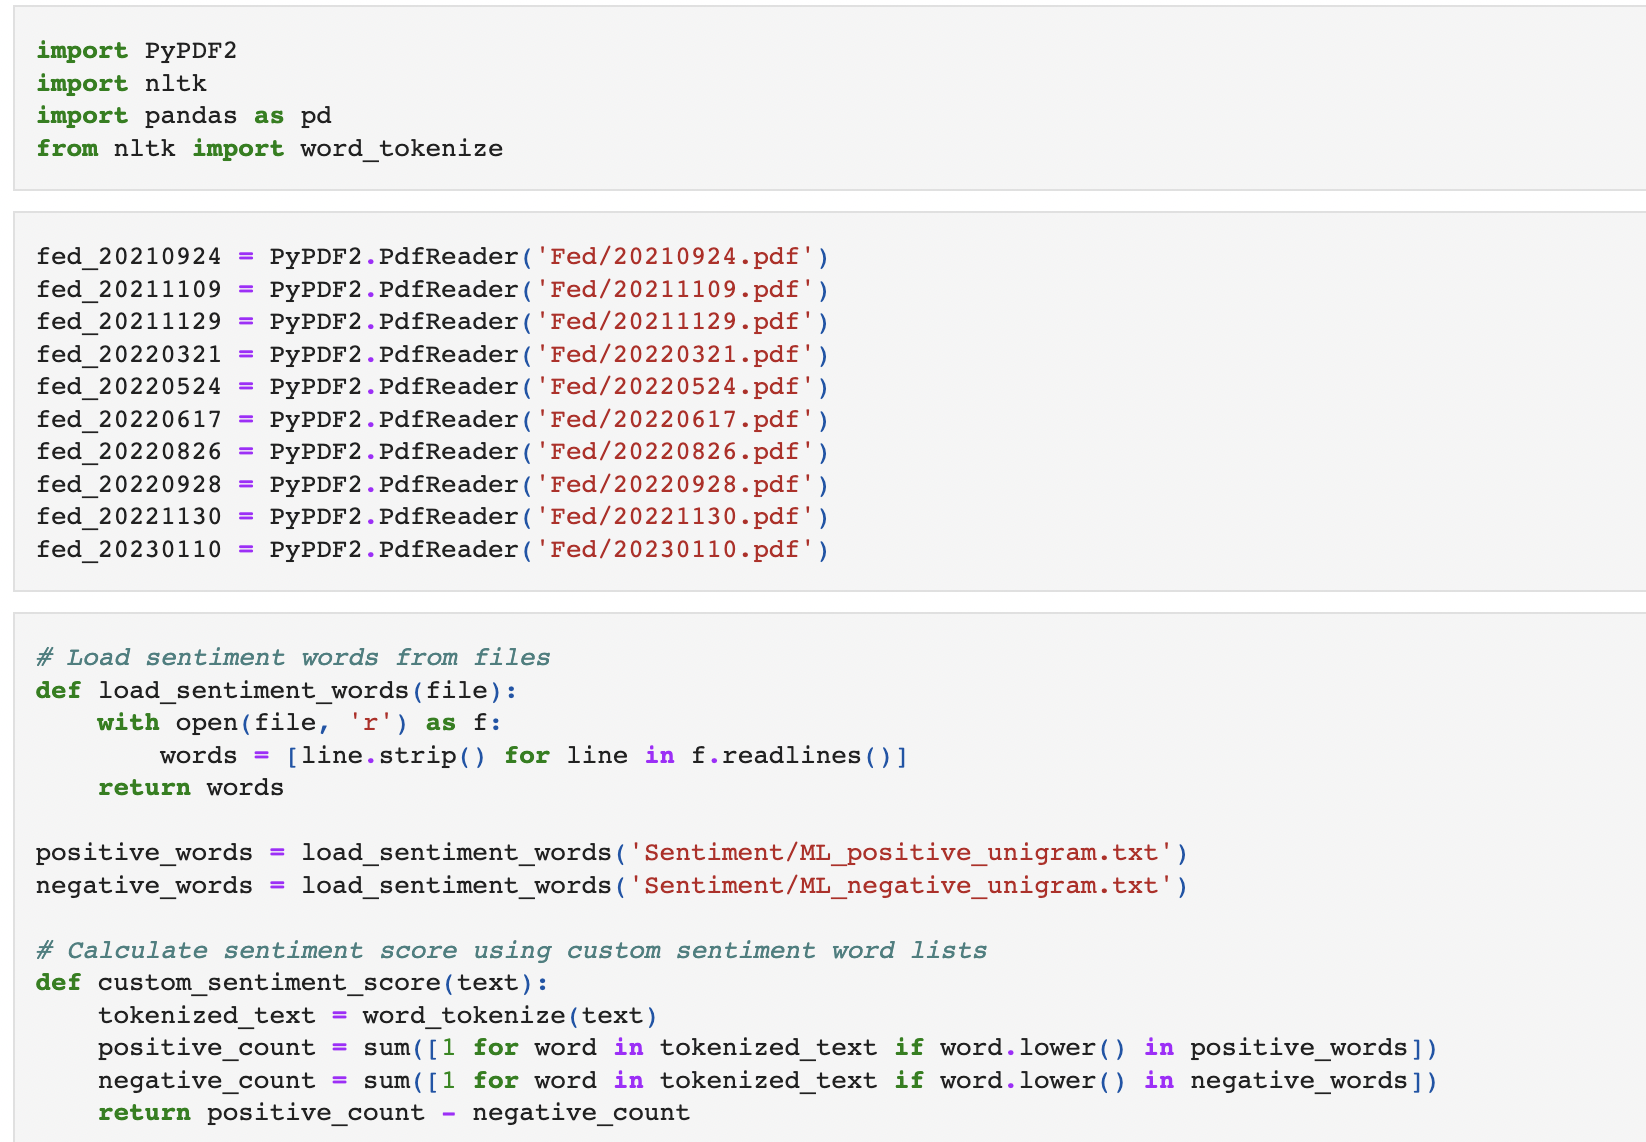 import PyPDF2
import nltk
import pandas as pd
from nltk import word_tokenize
fed_20210924 = PyPDF2.PdfReader('Fed/20210924.pdf')
fed_20211109 = PyPDF2.PdfReader('Fed/20211109.pdf')
fed_20211129 = PyPDF2.PdfReader('Fed/20211129.pdf')
fed_20220321 = PyPDF2.PdfReader('Fed/20220321.pdf')
fed_20220524 = PyPDF2.PdfReader('Fed/20220524.pdf')
fed_20220617 = PyPDF2.PdfReader('Fed/20220617.pdf')
fed_20220826 = PyPDF2.PdfReader('Fed/20220826.pdf')
fed_20220928 = PyPDF2.PdfReader('Fed/20220928.pdf')
fed_20221130 = PyPDF2.PdfReader('Fed/20221130.pdf')
fed_20230110 = PyPDF2.PdfReader('Fed/20230110.pdf')
# Load sentiment words from files
def load_sentiment_words(file):
    with open(file, 'r') as f:
        words = [line.strip() for line in f.readlines()]
    return words
positive_words = load_sentiment_words('Sentiment/ML_positive_unigram.txt')
negative_words = load_sentiment_words('Sentiment/ML_negative_unigram.txt')
# Calculate sentiment score using custom sentiment word lists
def custom_sentiment_score(text):
    tokenized_text = word_tokenize(text)
    positive_count = sum([1 for word in tokenized_text if word.lower() in positive_words])
    negative_count = sum([1 for word in tokenized_text if word.lower() in negative_words])
    return positive_count - negative_count